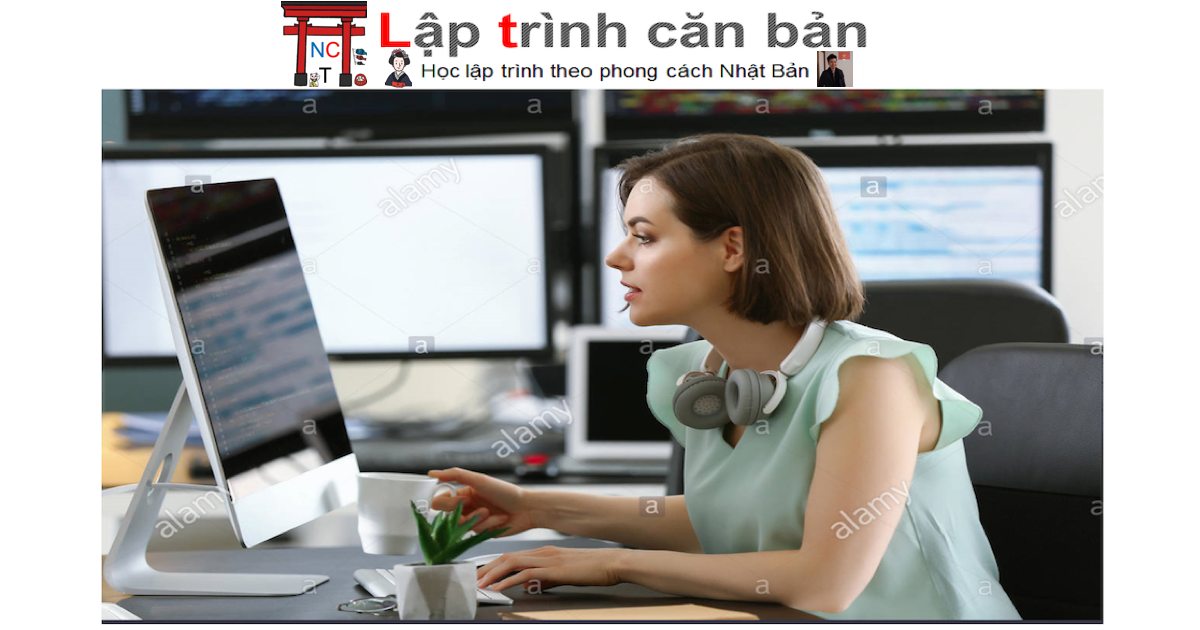 Lập trình căn bản
NC
T
Học lập trình theo phong cách Nhật Bản
a a a a
a a
alamy alamy
a a a a
a a a a
alamy
a a a
alamy alamy
a a a
a a a